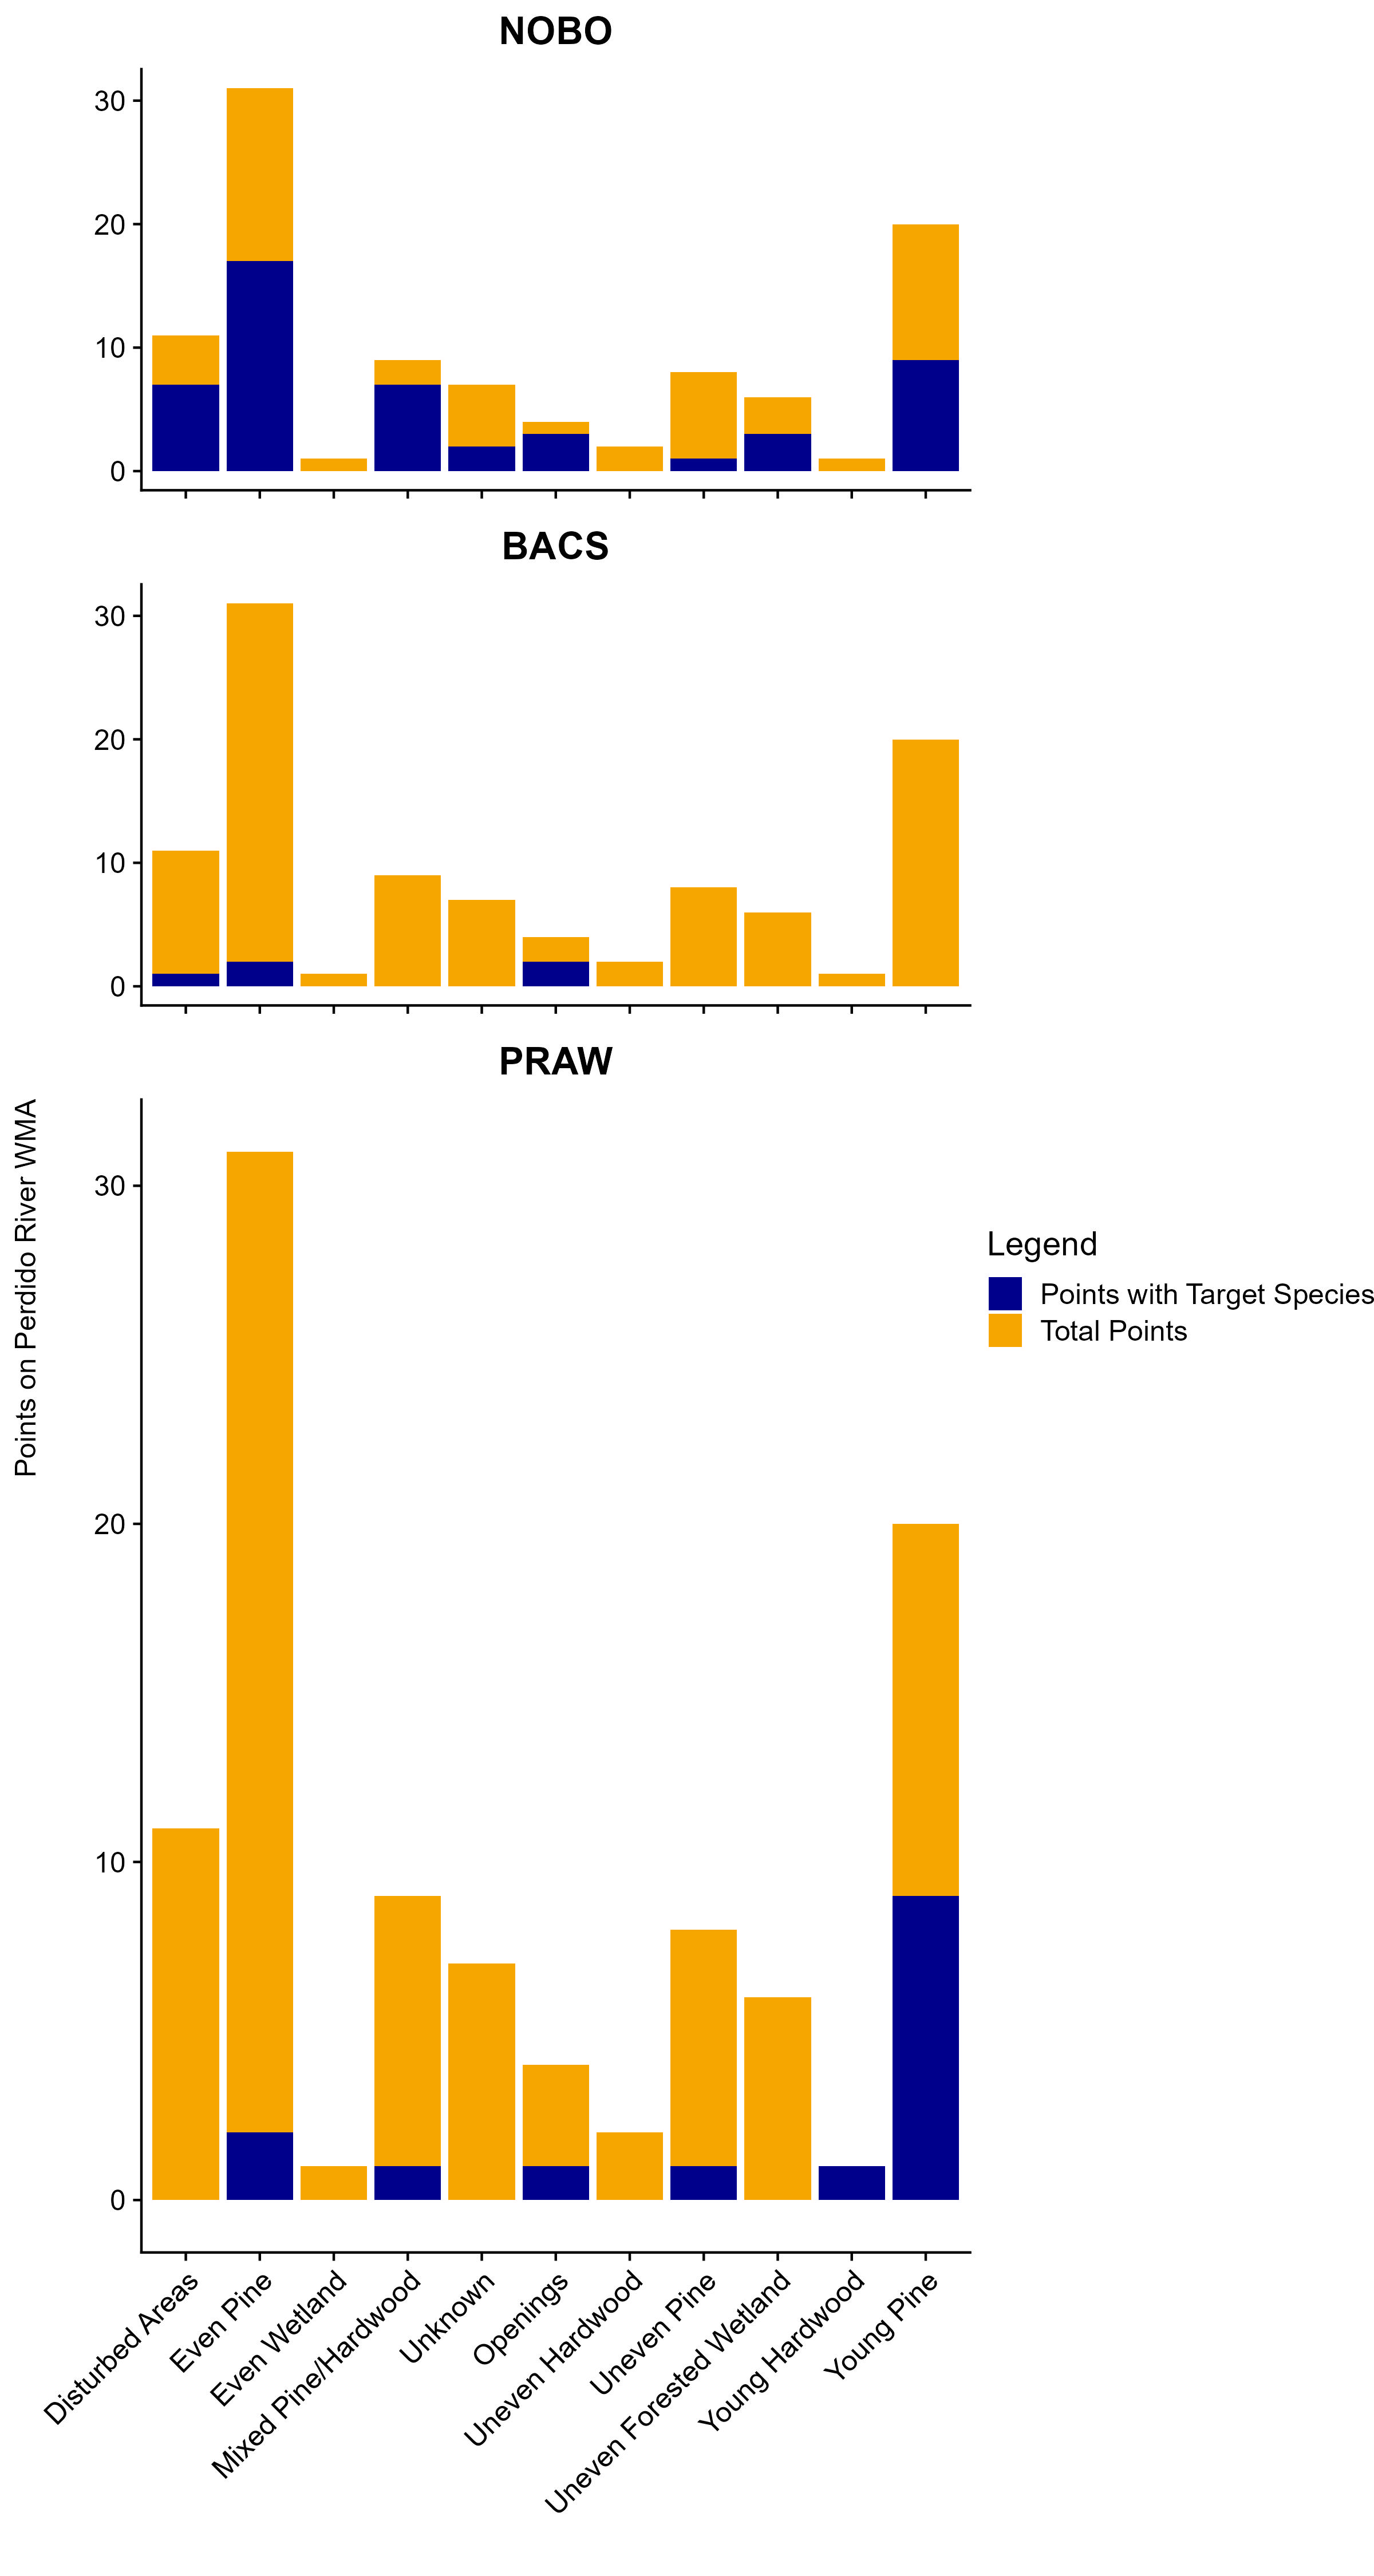 NOBO
30
20
10
0
BACS
30
20
10
0
PRAW
Points on Perdido River WMA
30
20
10
0
Legend
Points with Target Species
Total Points
Disturbed Areas
Even Pine
Even Wetland
Mixed Pine/Hardwood
Unknown
Openings
Uneven Hardwood
Uneven Pine
Uneven Forested Wetland
Young Hardwood
Young Pine